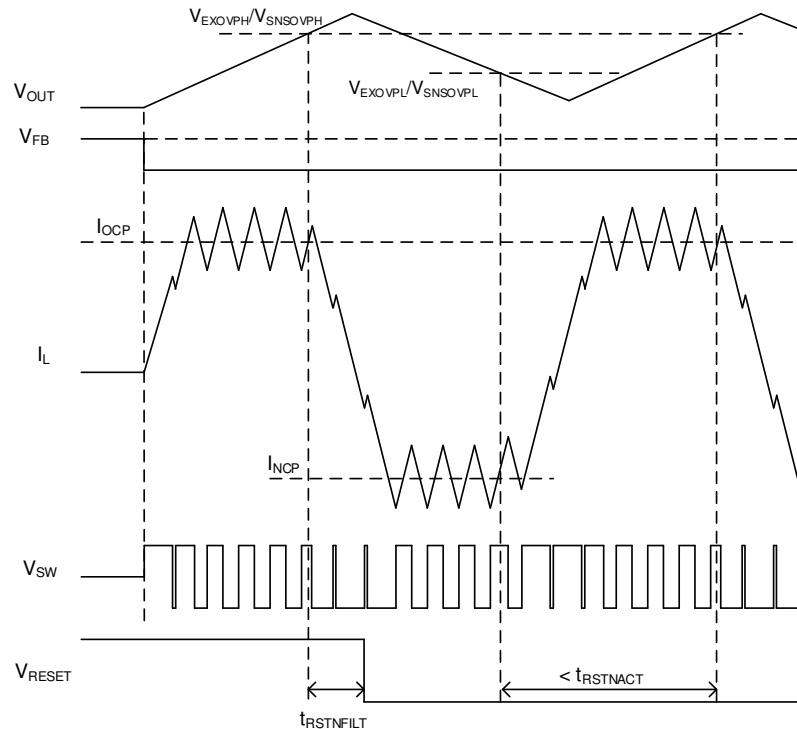 V_EXOVPH/V_SNSOVPH
V_EXOVPL/V_SNSOVPL
V_OUT
V_FB
I_OCP
I_L
I_NCP
V_SW
V_RESET
< t_RSTNACT
t_RSTNFILT